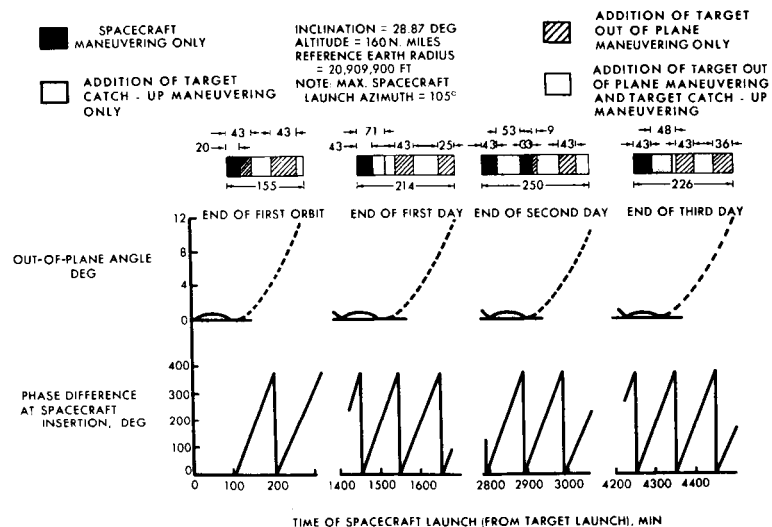 SPACECRAFT
MANEUVERING ONLY
ADDITION OF TARGET
CATCH - UP MANEUVERING
ONLY
INCLINATION = 28.87 DEG
ALTITUDE = 160 N. MILES
REFERENCE EARTH RADIUS
= 20,909,900 FT
NOTE: MAX. SPACECRAFT
LAUNCH AZIMUTH = 105°
ADDITION OF TARGET
OUT OF PLANE
MANEUVERING ONLY
ADDITION OF TARGET OUT
OF PLANE MANEUVERING
AND TARGET CATCH - UP
MANEUVERING
43 43
20
155
71
43 43 25
214
53 9
43 33 43
250
48
43 43 36
226
END OF FIRST ORBIT
END OF FIRST DAY
END OF SECOND DAY
END OF THIRD DAY
OUT-OF-PLANE ANGLE
DEG
12
8
4
0
PHASE DIFFERENCE
AT SPACECRAFT
INSERTION, DEG
400
300
200
100
0
0 100 200 1400 1500 1600 2800 2900 3000 4200 4300 4400
TIME OF SPACECRAFT LAUNCH (FROM TARGET LAUNCH), MIN